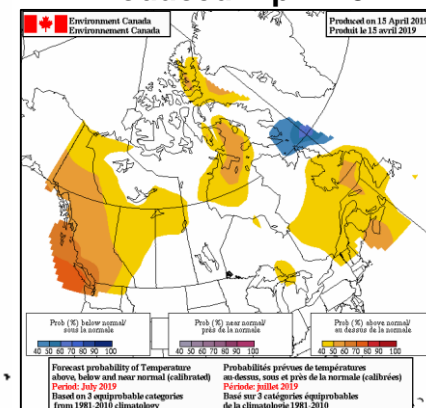 Environment Canada
Environnement Canada
Produced on 15 April 2019
Produit le 15 avril 2019
Prob (%) below normal/
sous la normale
40 50 60 70 80 90 100
Prob (%) near normal/
près de la normale
40 50 60 70 80 90 100
Prob (%) above normal/
au dessus de la normale
40 50 60 70 80 90 100
Forecast probability of Temperature
above, below and near normal (calibrated)
Period: July 2019
Based on 3 equiprobable categories
from 1981-2010 climatology
Probabilités prévues de températures
au-dessus, sous et près de la normale (calibrées)
Période: juillet 2019
Basé sur 3 catégories équiprobables
de la climatologie 1981-2010